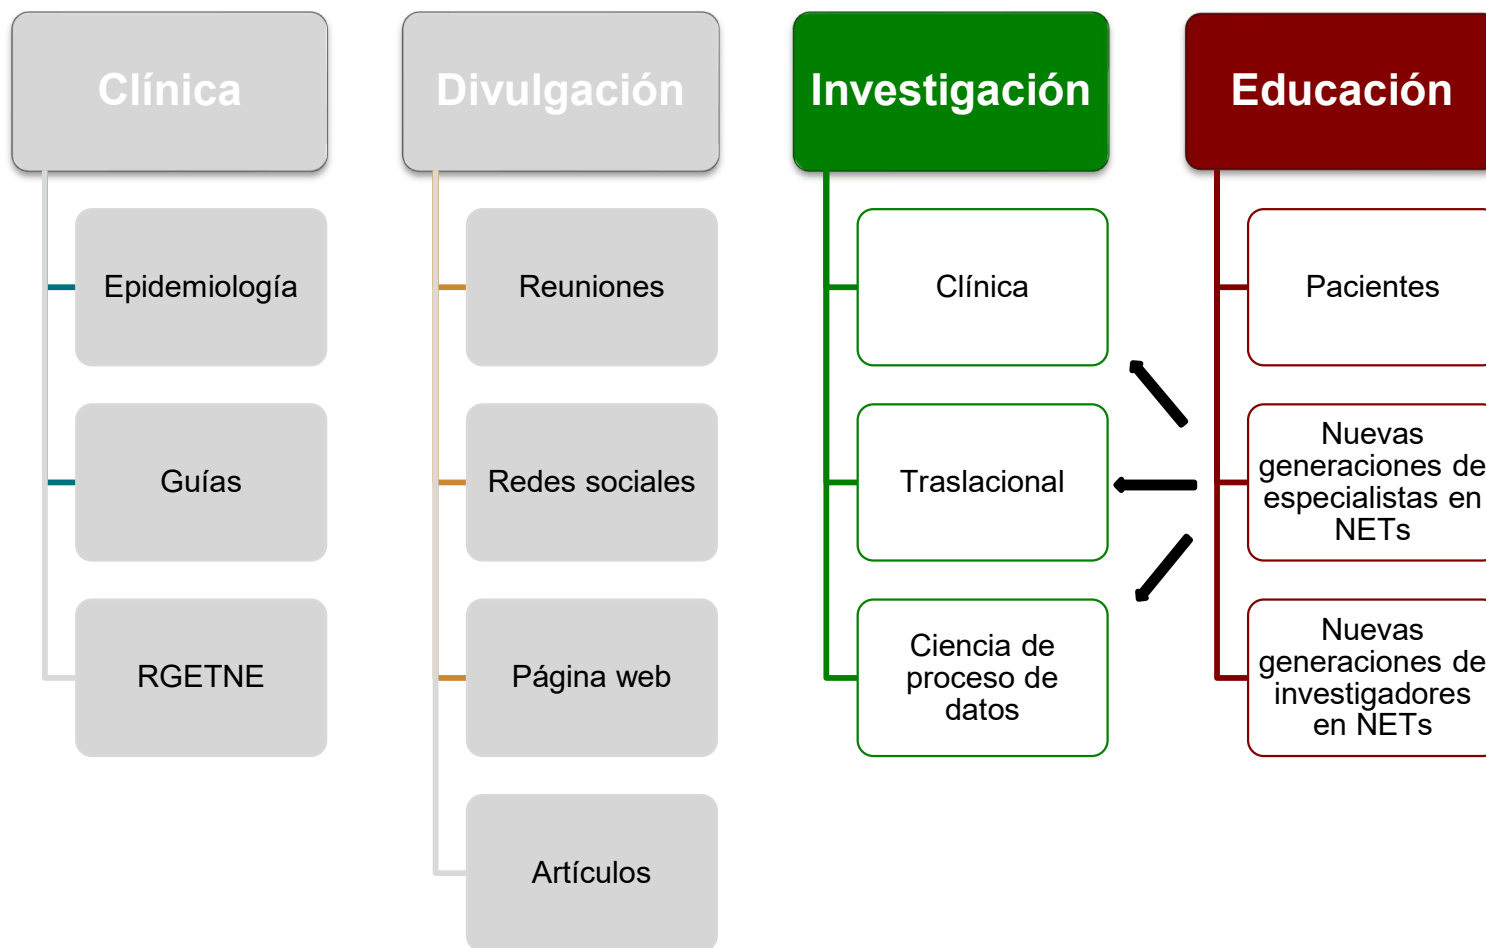 Clínica
Epidemiología
Guías
RGETNE
Divulgación
Reuniones
Redes sociales
Página web
Artículos
Investigación
Clínica
Traslacional
Ciencia de
proceso de
datos
Educación
Pacientes
Nuevas
generaciones de
especialistas en
NETs
Nuevas
generaciones de
investigadores
en NETs